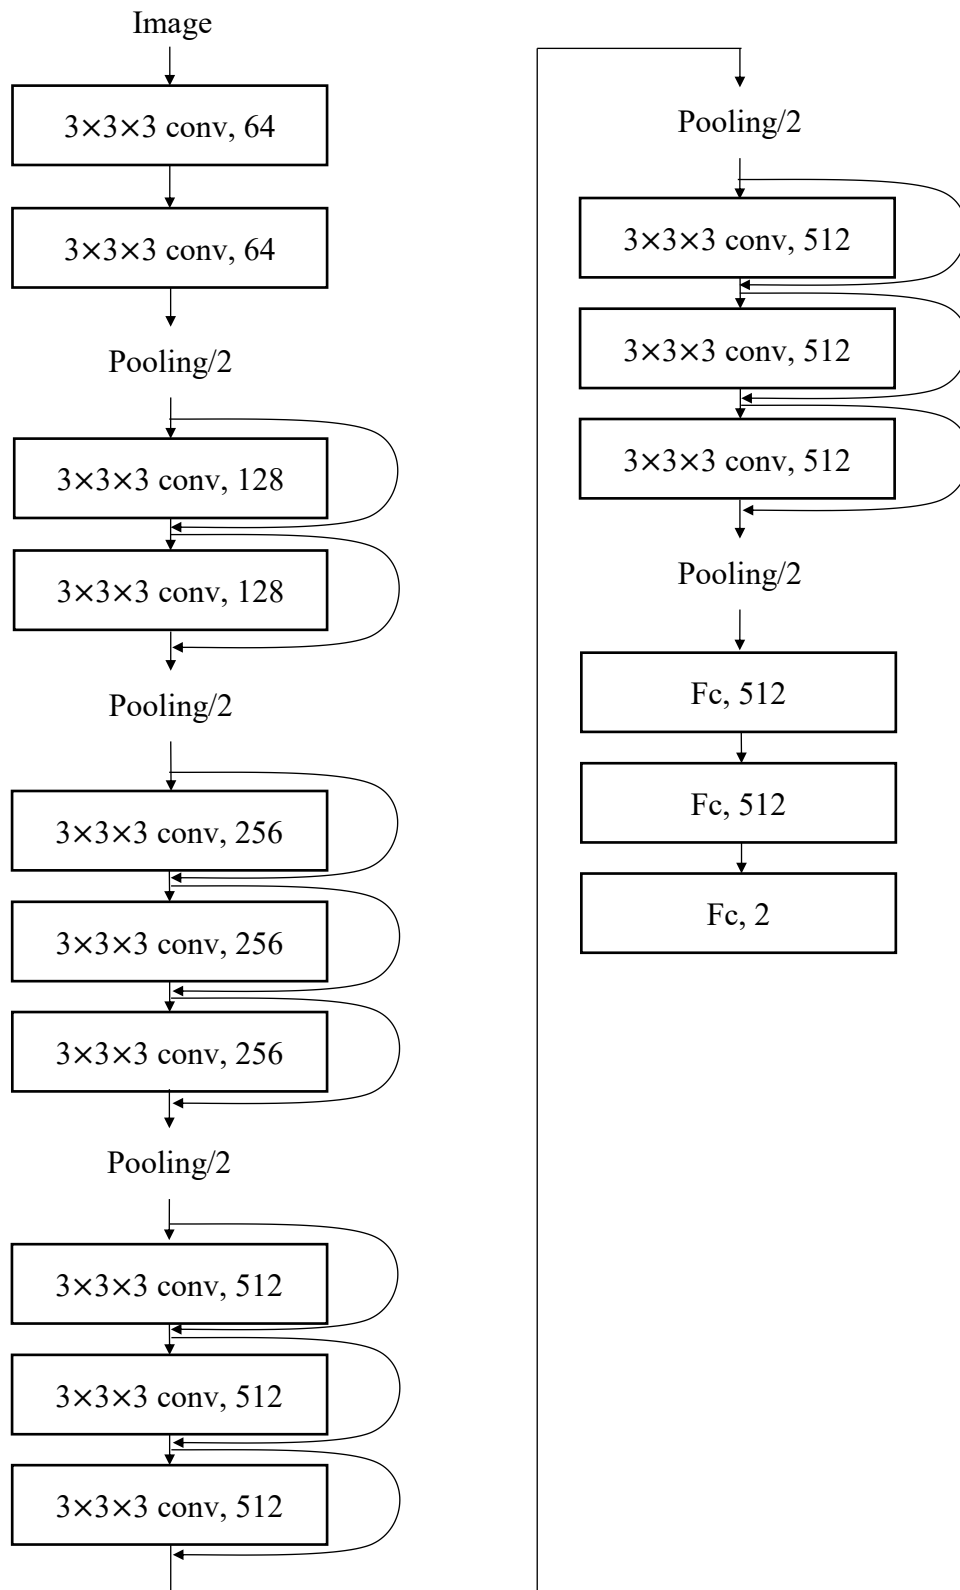 Image
3×3×3 conv, 64
3×3×3 conv, 64
Pooling/2
3×3×3 conv, 128
3×3×3 conv, 128
Pooling/2
3×3×3 conv, 256
3×3×3 conv, 256
3×3×3 conv, 256
Pooling/2
3×3×3 conv, 512
3×3×3 conv, 512
3×3×3 conv, 512
Pooling/2
3×3×3 conv, 512
3×3×3 conv, 512
3×3×3 conv, 512
Pooling/2
Fc, 512
Fc, 512
Fc, 2